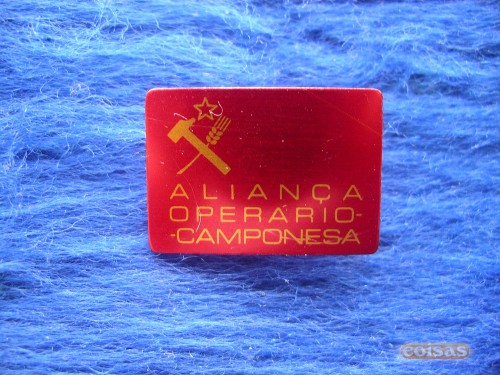 ALIANÇA
OPERÁRIO-
-CAMPONESA
coisas